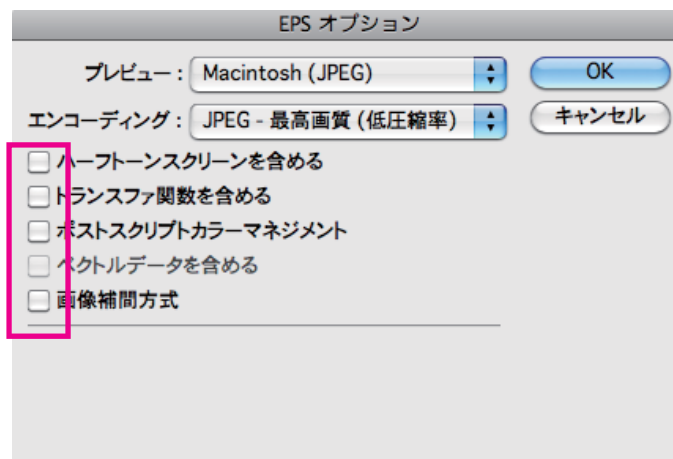 EPS オプション
プレビュー : Macintosh (JPEG) OK
エンコーディング : JPEG - 最高画質 (低圧縮率) キャンセル
ハーフトーンスクリーンを含める
トランスファ関数を含める
ポストスクリプトカラーマネジメント
ベクトルデータを含める
画像補間方式